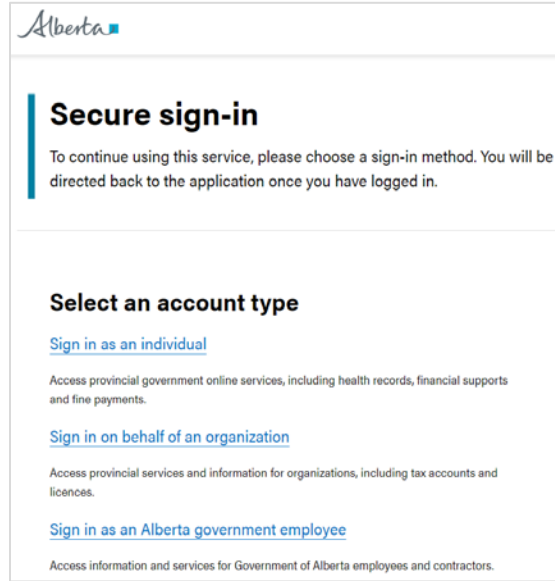 Alberta
Secure sign-in
To continue using this service, please choose a sign-in method. You will be
directed back to the application once you have logged in.
Select an account type
Sign in as an individual
Access provincial government online services, including health records, financial supports
and fine payments.
Sign in on behalf of an organization
Access provincial services and information for organizations, including tax accounts and
licences.
Sign in as an Alberta government employee
Access information and services for Government of Alberta employees and contractors.